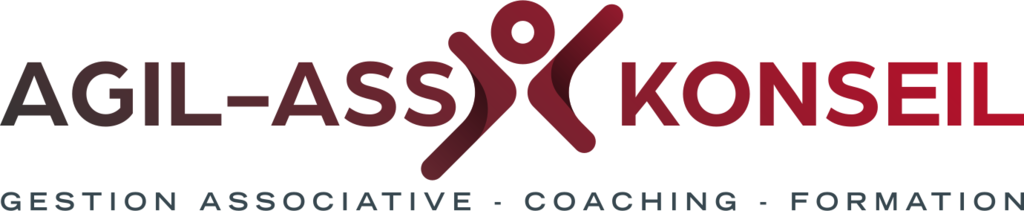 AGIL-ASS KONSEIL
GESTION ASSOCIATIVE - COACHING - FORMATION